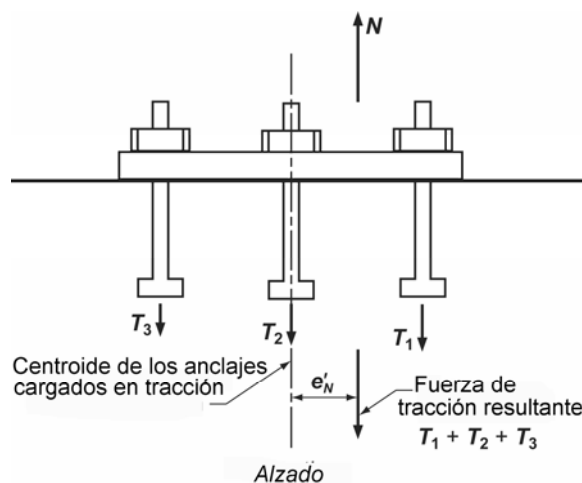 N
T₃
T₂
T₁
Centroide de los anclajes
cargados en tracción
e'N
Fuerza de
tracción resultante
T₁ + T₂ + T₃
Alzado